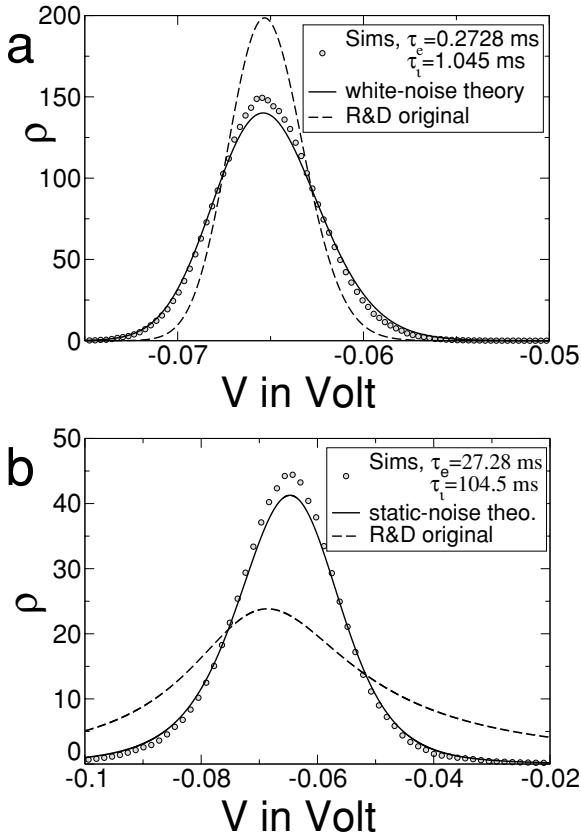 a
Sims, τe=0.2728 ms
τι=1.045 ms
white-noise theory
R&D original
200
150
100
50
0
ρ
-0.07
-0.06
-0.05
V in Volt
b
Sims, τe=27.28 ms
τι=104.5 ms
static-noise theo.
R&D original
50
40
30
20
10
0
ρ
-0.1
-0.08
-0.06
-0.04
-0.02
V in Volt